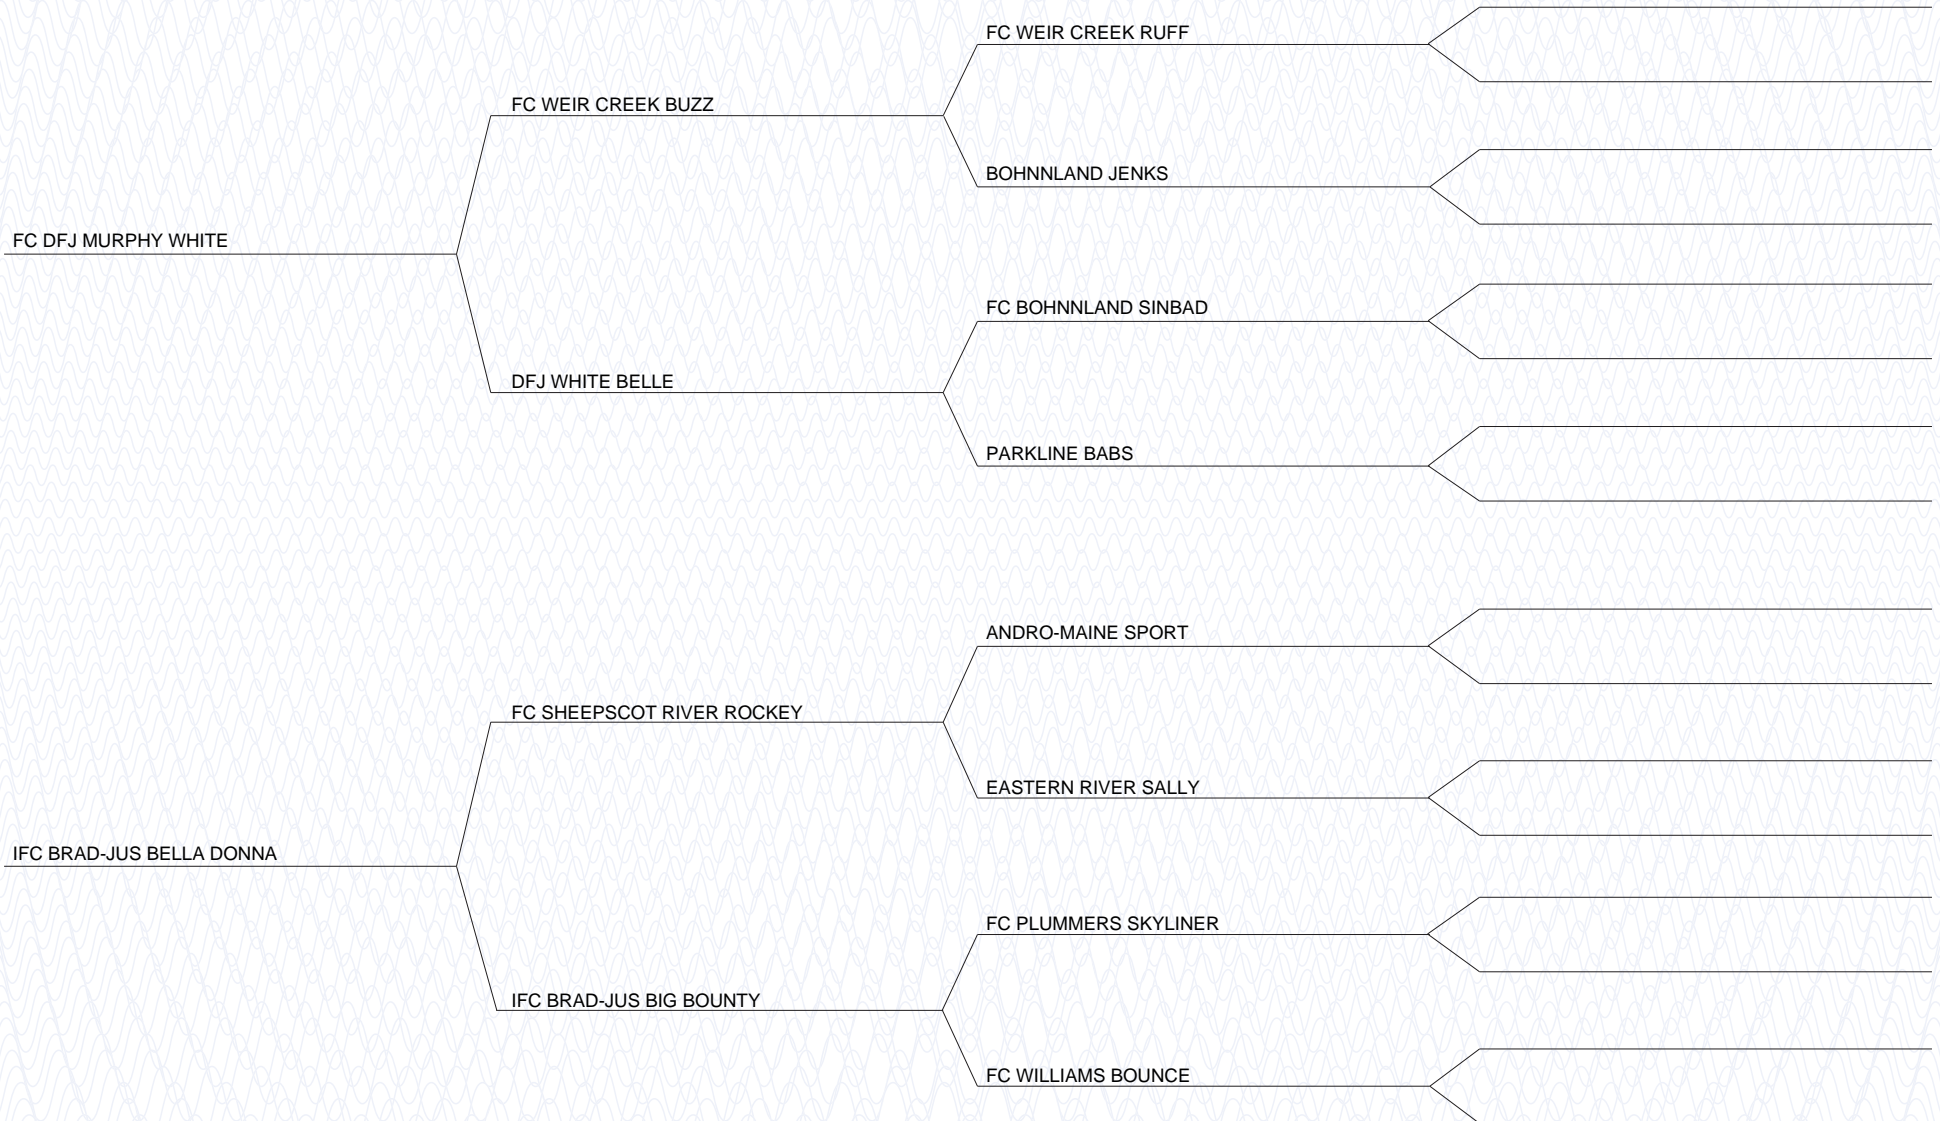 FC WEIR CREEK RUFF
FC WEIR CREEK BUZZ
BOHNNLAND JENKS
FC DFJ MURPHY WHITE
FC BOHNNLAND SINBAD
DFJ WHITE BELLE
PARKLINE BABS
ANDRO-MAINE SPORT
FC SHEEPSCOT RIVER ROCKEY
EASTERN RIVER SALLY
IFC BRAD-JUS BELLA DONNA
FC PLUMMERS SKYLINER
IFC BRAD-JUS BIG BOUNTY
FC WILLIAMS BOUNCE